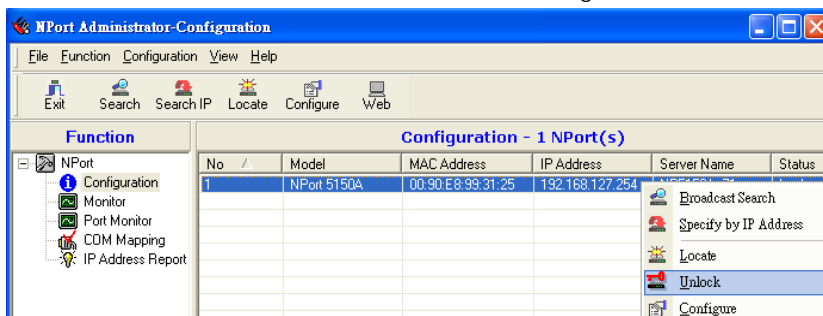 NPort Administrator-Configuration
File Function Configuration View Help
Exit Search Search IP Locate Configure Web
Function
Configuration - 1 NPort(s)
NPort
Configuration
Monitor
Port Monitor
COM Mapping
IP Address Report
No Model MAC Address IP Address Server Name Status
1 NPort 5150A 00:90:E8:99:31:25 192.168.127.254
Broadcast Search
Specify by IP Address
Locate
Unlock
Configure